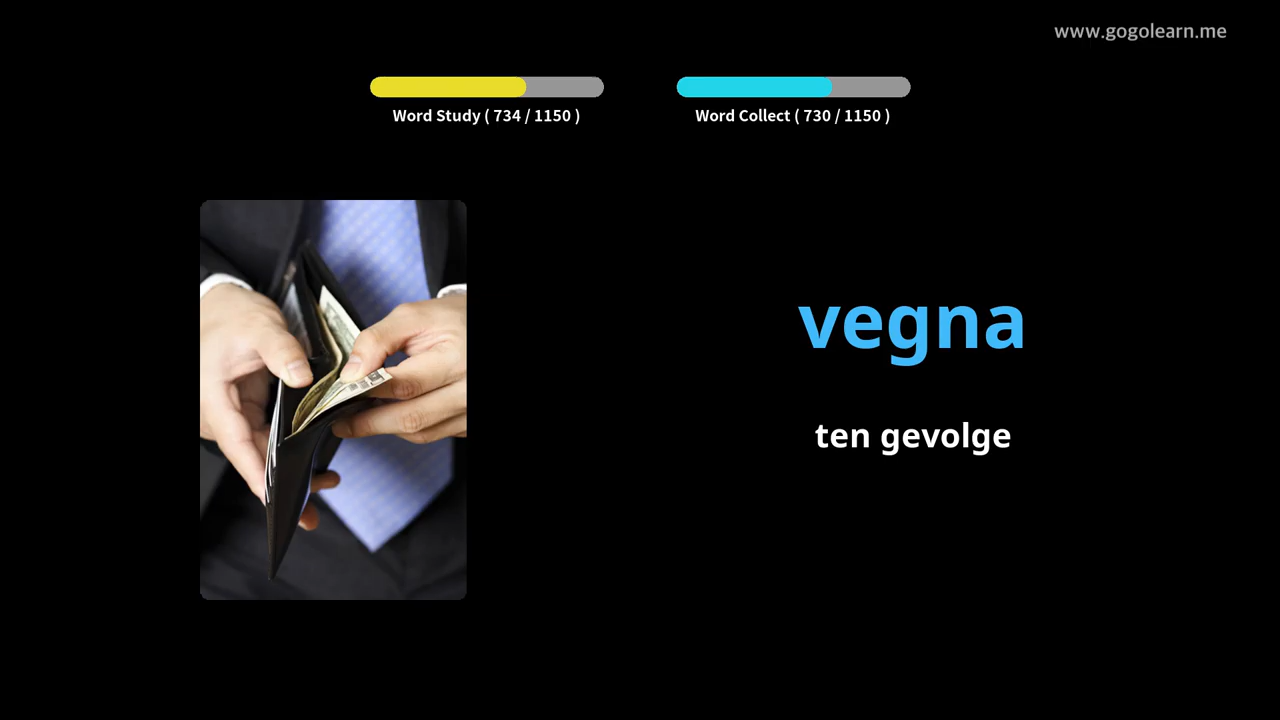 www.gogolearn.me
Word Study ( 734 / 1150 )
Word Collect ( 730 / 1150 )
vegna
ten gevolge